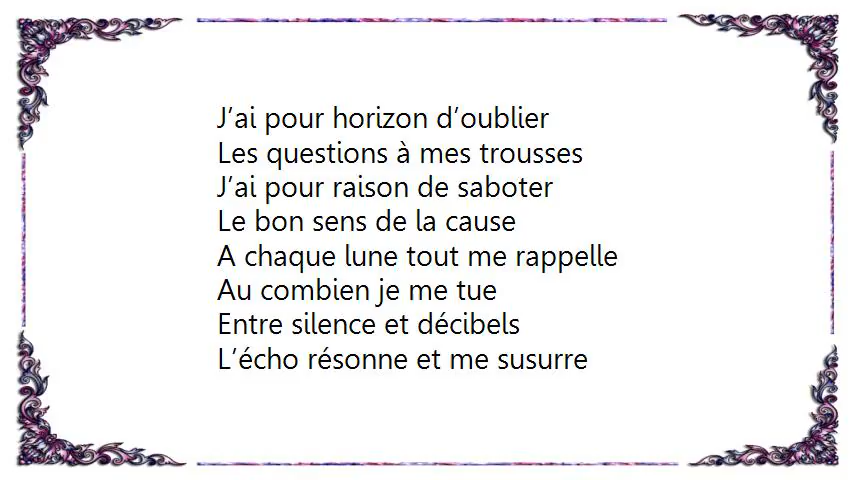 J’ai pour horizon d’oublier
Les questions à mes trousses
J’ai pour raison de saboter
Le bon sens de la cause
A chaque lune tout me rappelle
Au combien je me tue
Entre silence et décibels
L’écho résonne et me susurre